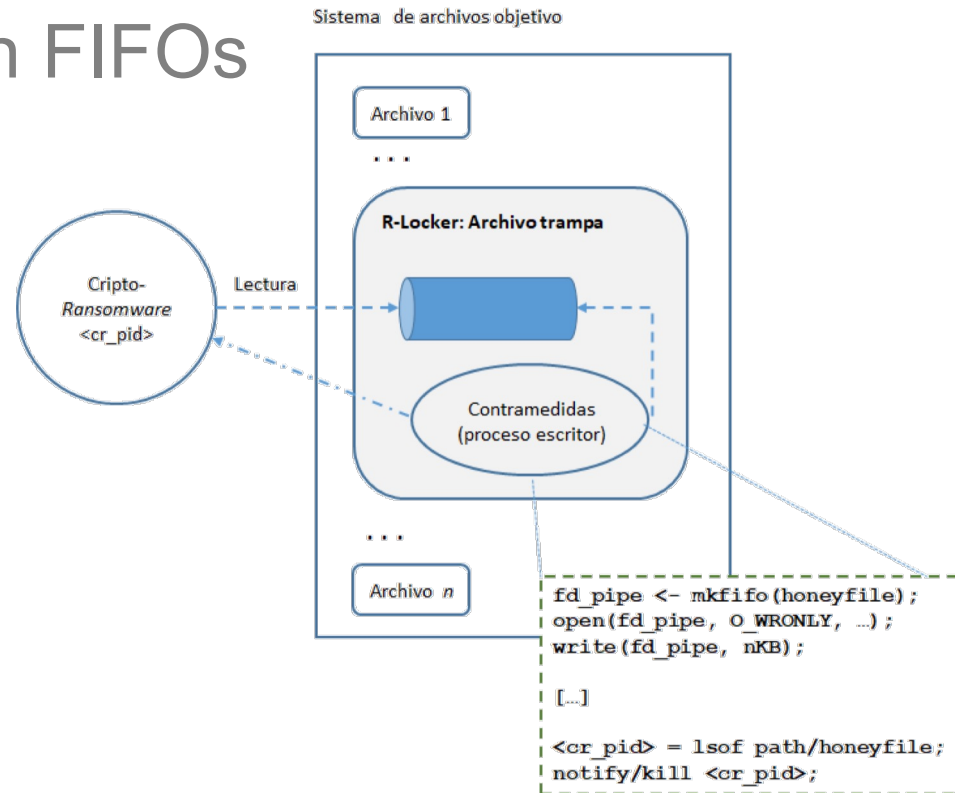 n FIFOs
Sistema de archivos objetivo
Archivo 1
...
R-Locker: Archivo trampa
Cripto-
Ransomware
<cr_pid>
Lectura
Contramedidas
(proceso escritor)
...
Archivo n
fd_pipe <- mkfifo(honeyfile);
open(fd_pipe, O_WRONLY, …);
write(fd_pipe, nKB);
[…]
<cr_pid> = lsof path/honeyfile;
notify/kill <cr_pid>;